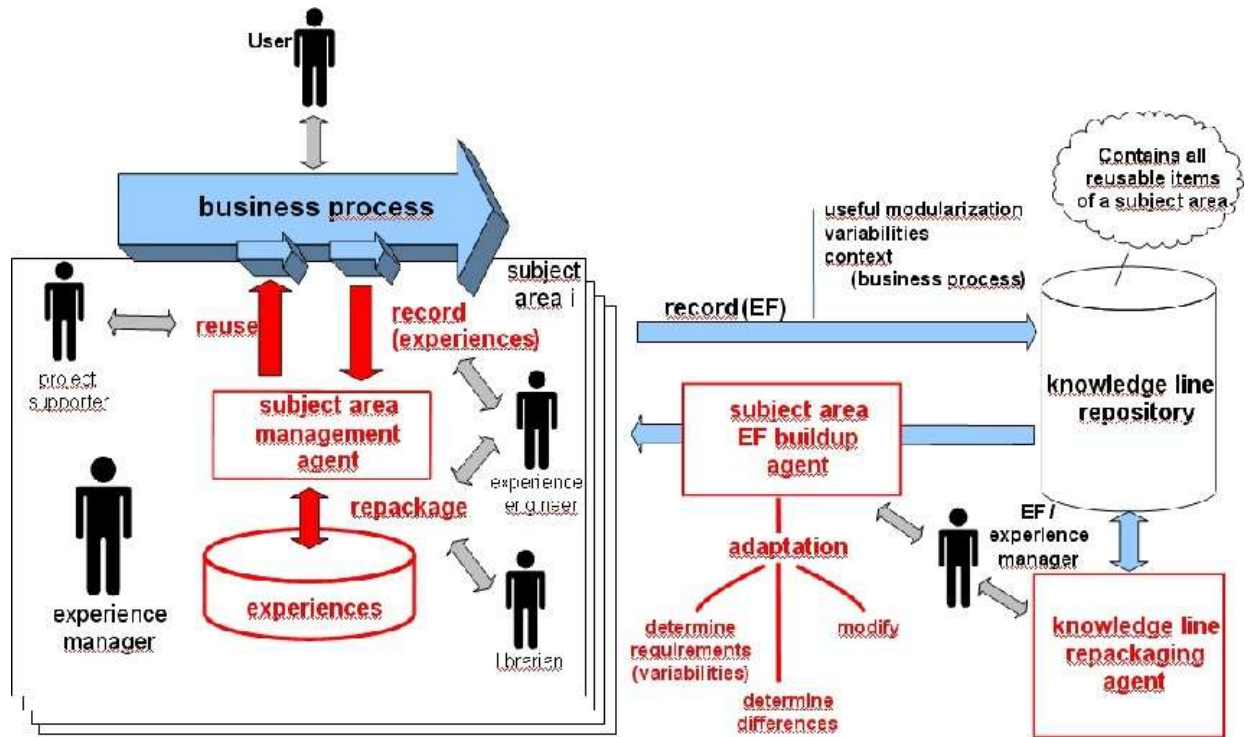 User
business process
subject
area i
reuse
record
(experiences)
project
supporter
subject area
management
agent
experience
engineer
repackage
experiences
experience
manager
librarian
Contains all
reusable items
of a subject area
useful modularization
variabilities
context
(business process)
record (EF)
knowledge line
repository
subject area
EF buildup
agent
EF /
experience
manager
adaptation
determine
requirements
(variabilities)
modify
determine
differences
knowledge line
repackaging
agent